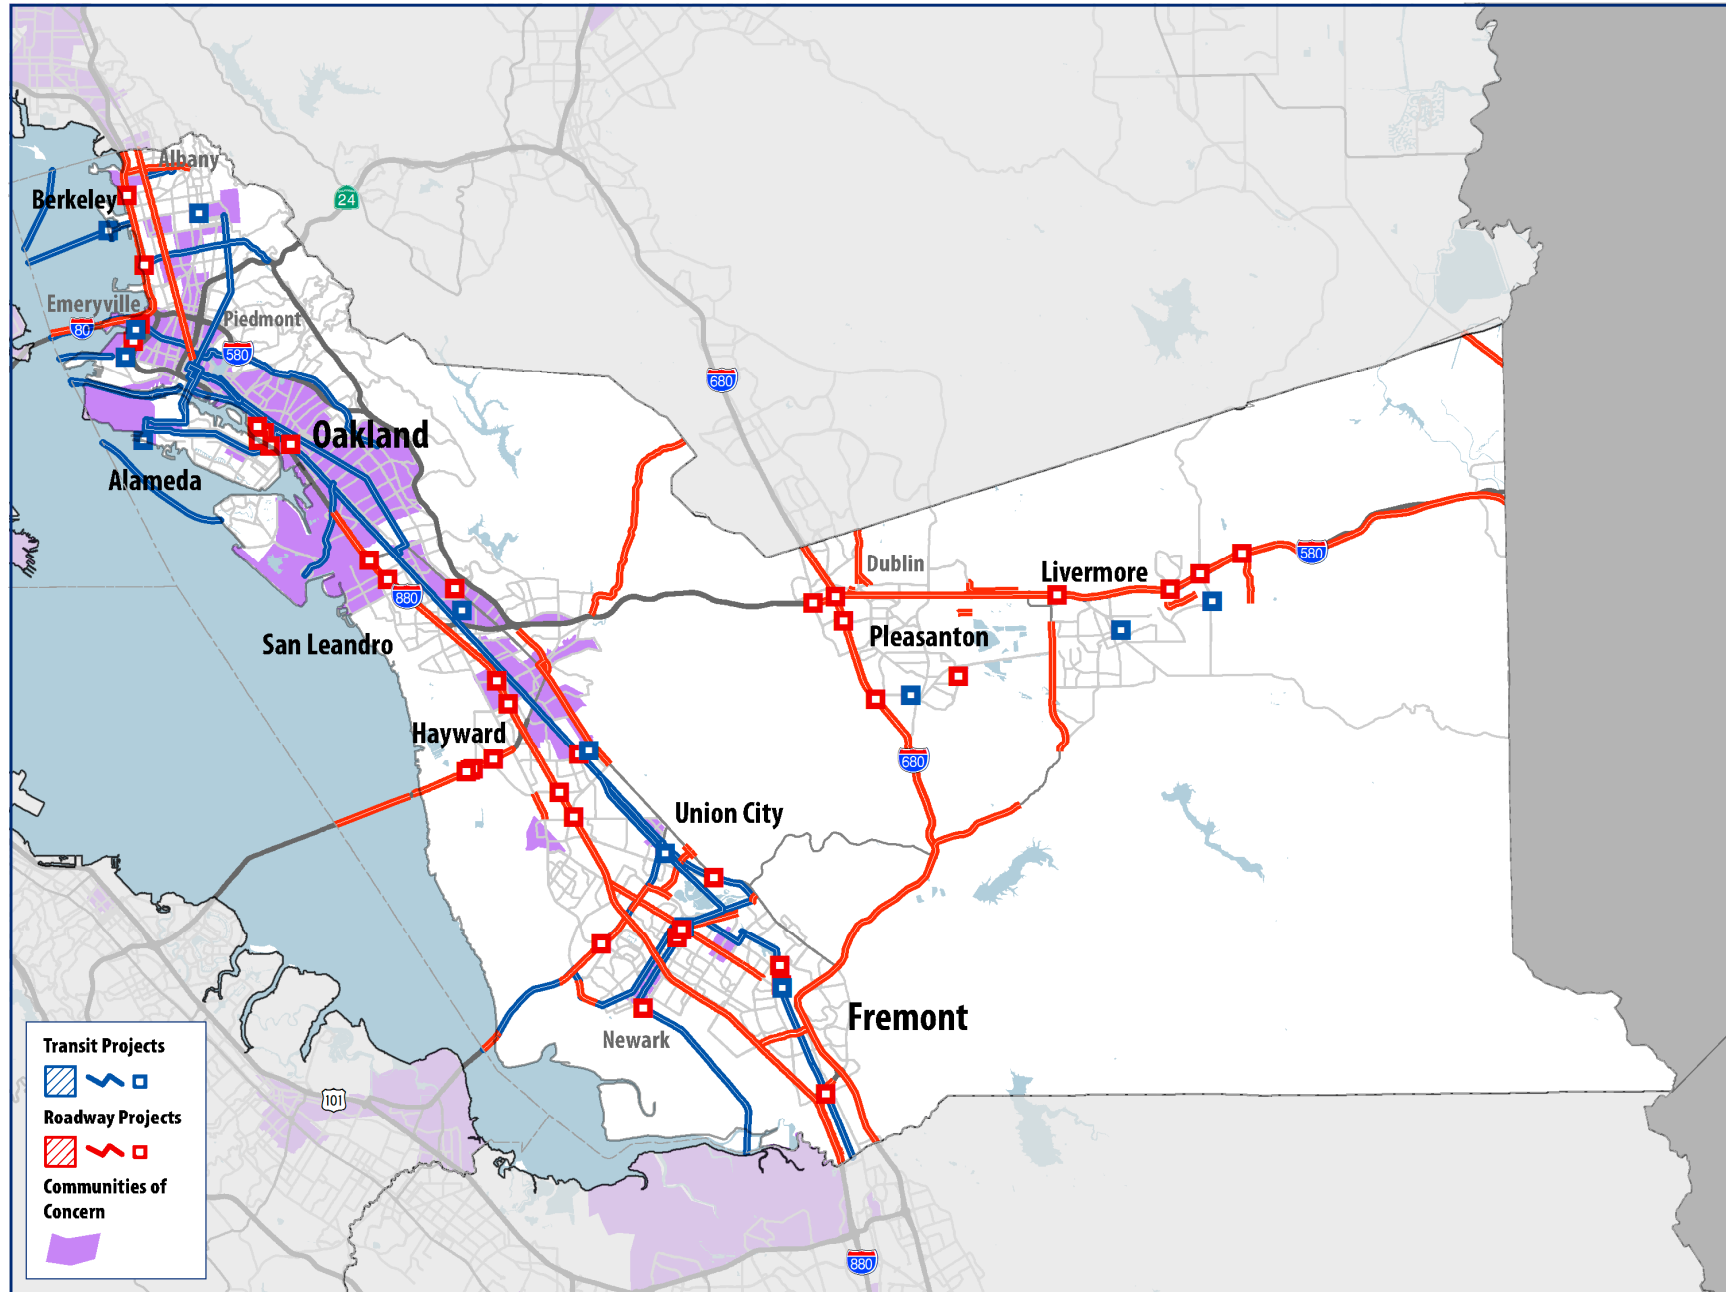 Albany
Berkeley
24
Emeryville
80
Piedmont
580
680
Oakland
Alameda
Dublin
580
Livermore
880
San Leandro
Pleasanton
Hayward
680
Union City
Fremont
Newark
Transit Projects
Roadway Projects
Communities of
Concern
101
880